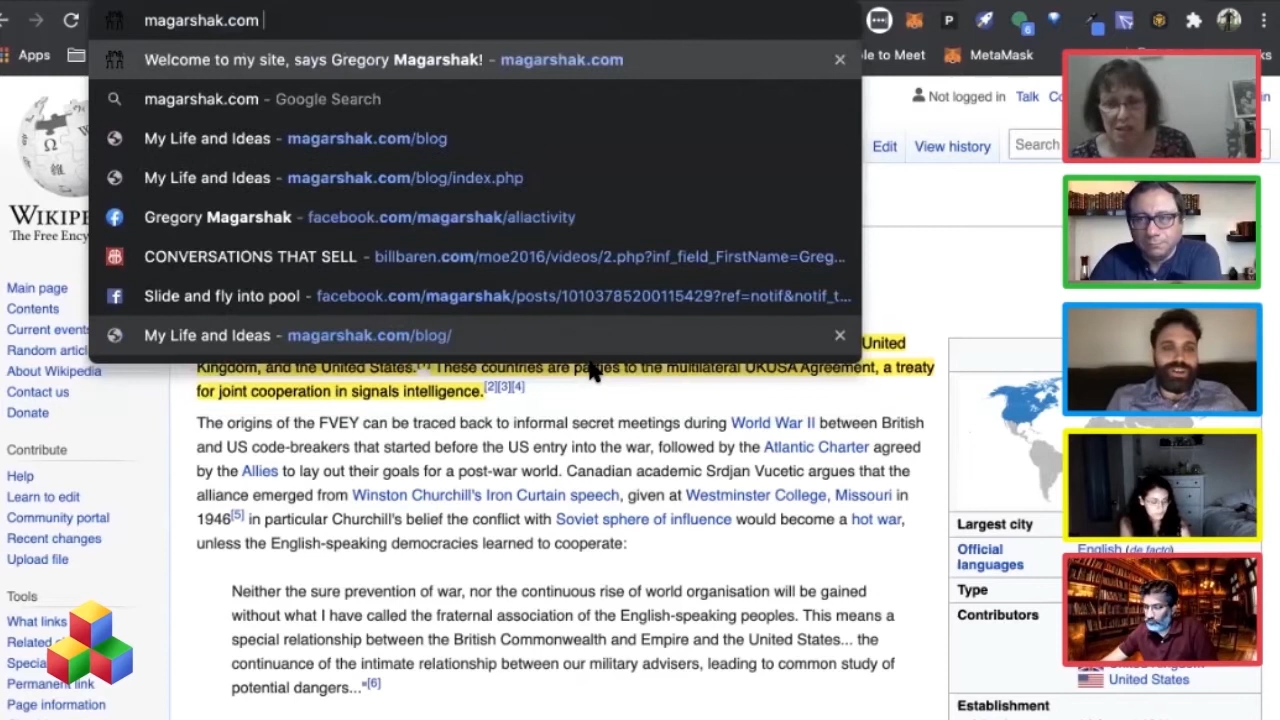 magarshak.com
Welcome to my site, says Gregory Magarshak! - magarshak.com
magarshak.com - Google Search
My Life and Ideas - magarshak.com/blog
My Life and Ideas - magarshak.com/blog/index.php
Gregory Magarshak - facebook.com/magarshak/allactivity
CONVERSATIONS THAT SELL - billbaren.com/moe2016/videos/2.php?inf_field_FirstName=Greg...
Slide and fly into pool - facebook.com/magarshak/posts/10103785200115429?ref=notif&notif_t...
My Life and Ideas - magarshak.com/blog/
P
6
Apps
le to Meet
MetaMask
Not logged in
Talk
Edit
View history
Search
The Free Ency
Main page
Contents
Current events
Random artic
About Wikipedia
Contact us
Donate
Contribute
Help
Learn to edit
Community portal
Recent changes
Upload file
Tools
What links
Related
Specia
Permanent link
Page information
United
Kingdom, and the United States. These countries are parties to the multilateral UKUSA Agreement, a treaty
for joint cooperation in signals intelligence.[2][3][4]
The origins of the FVEY can be traced back to informal secret meetings during World War II between British
and US code-breakers that started before the US entry into the war, followed by the Atlantic Charter agreed
by the Allies to lay out their goals for a post-war world. Canadian academic Srdjan Vucetic argues that the
alliance emerged from Winston Churchill's Iron Curtain speech, given at Westminster College, Missouri in
1946[5] in particular Churchill's belief the conflict with Soviet sphere of influence would become a hot war,
unless the English-speaking democracies learned to cooperate:
Neither the sure prevention of war, nor the continuous rise of world organisation will be gained
without what I have called the fraternal association of the English-speaking peoples. This means a
special relationship between the British Commonwealth and Empire and the United States... the
continuance of the intimate relationship between our military advisers, leading to common study of
potential dangers..."[6]
Largest city
Official
languages
English (de facto)
Type
Contributors
United States
Establishment